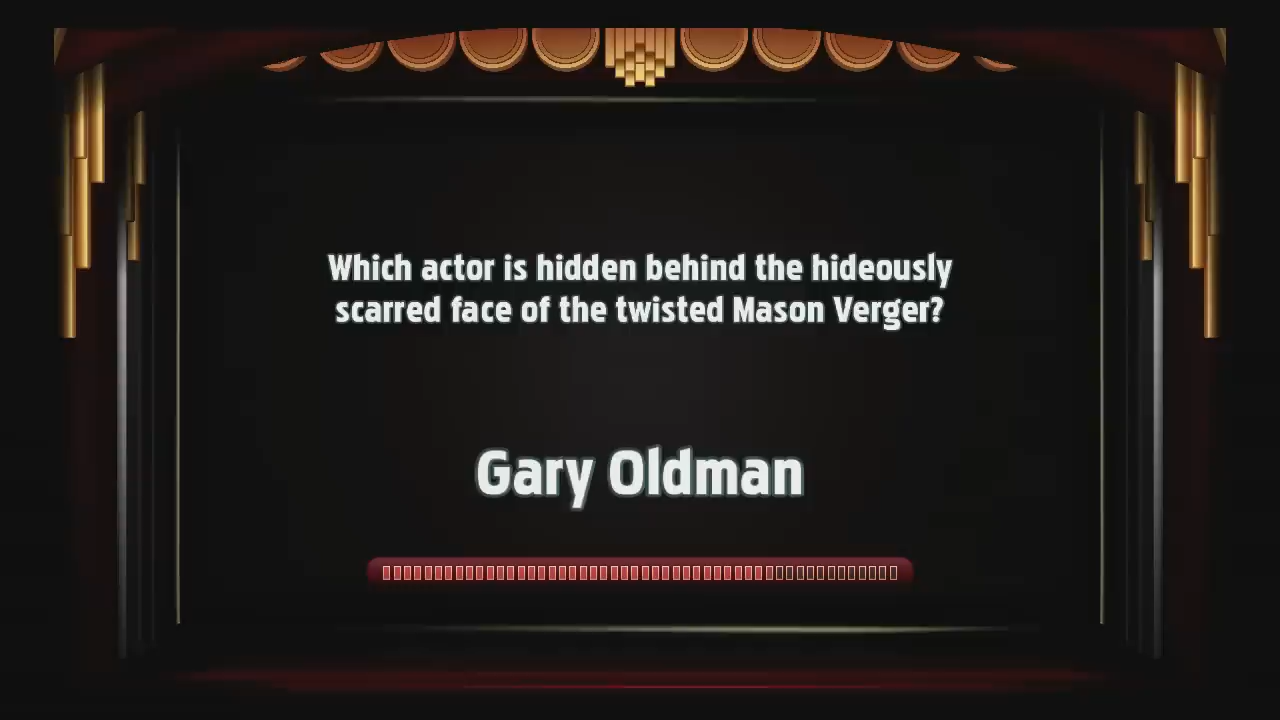 Which actor is hidden behind the hideously
scarred face of the twisted Mason Verger?
Gary Oldman